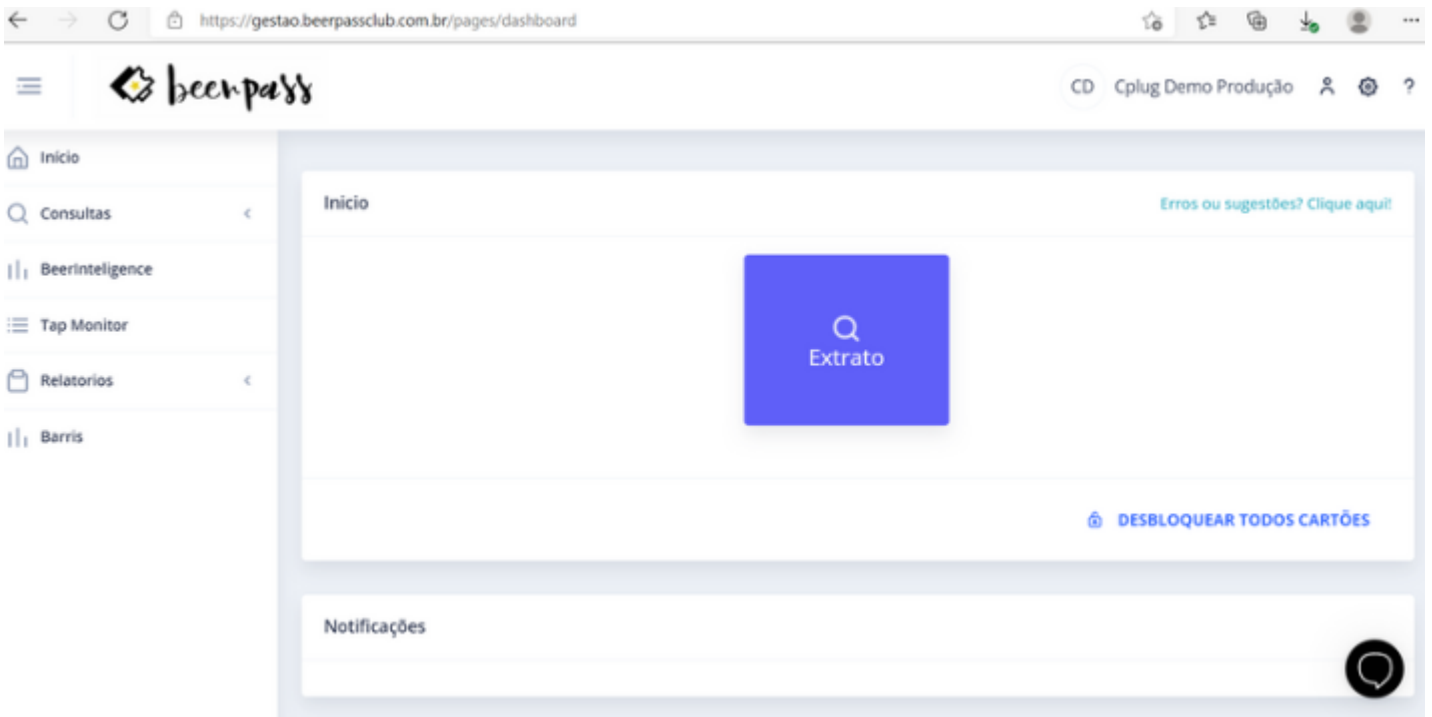 https://gestao.beerpassclub.com.br/pages/dashboard
beerpass
CD Cplug Demo Produção ?
Início
Consultas
BeerInteligence
Tap Monitor
Relatorios
Barris
Inicio
Erros ou sugestões? Clique aqui!
Extrato
DESBLOQUEAR TODOS CARTÕES
Notificações